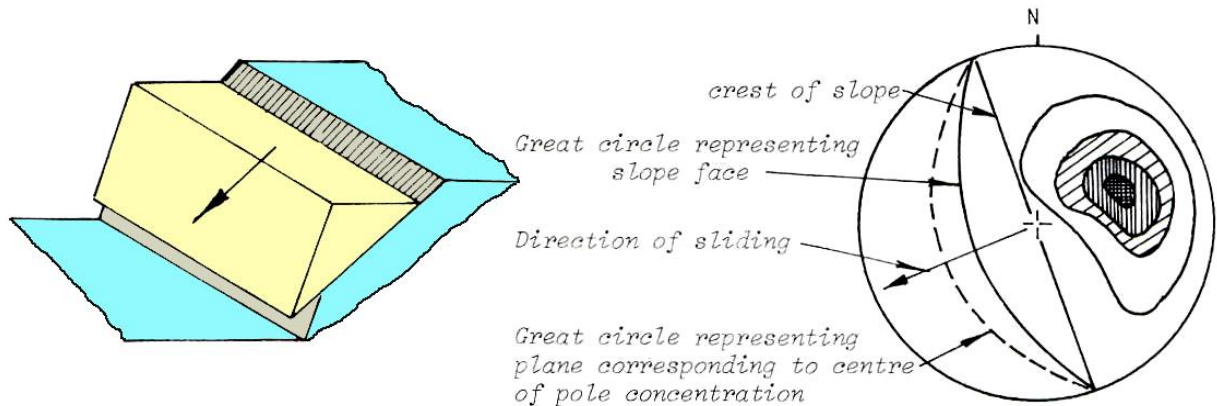 N
crest of slope
Great circle representing
slope face
Direction of sliding
Great circle representing
plane corresponding to centre
of pole concentration